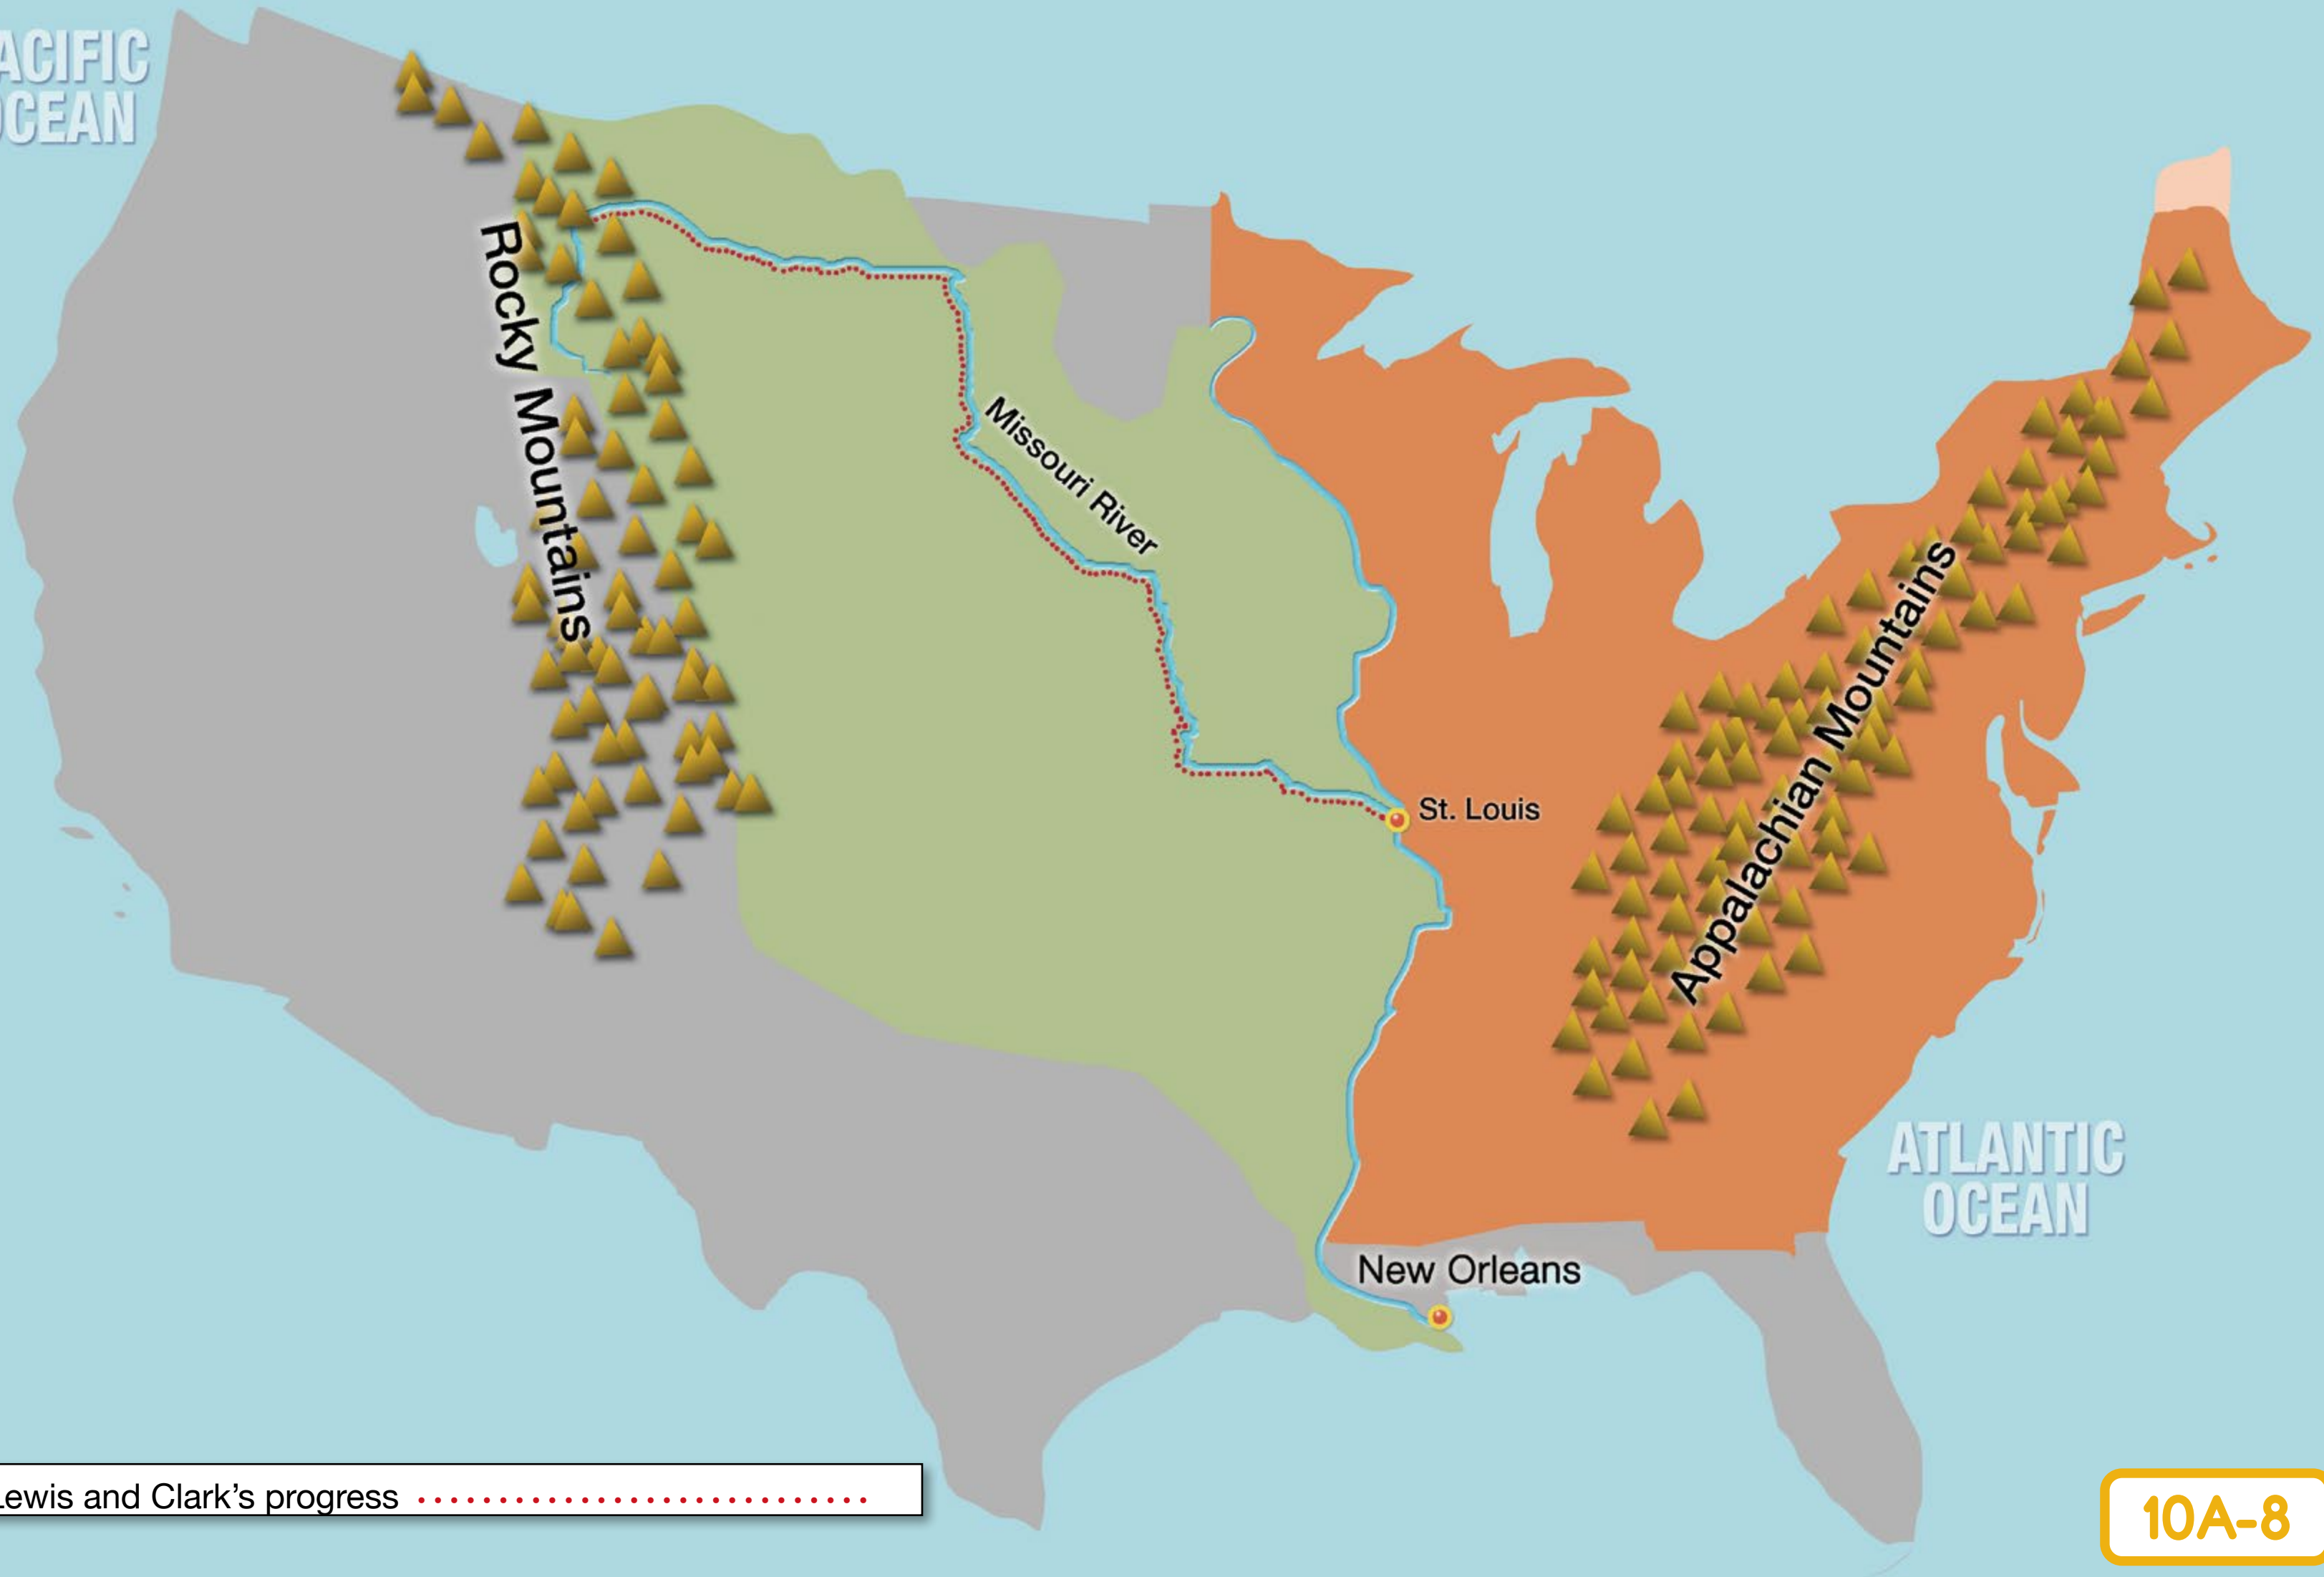 ACIFIC
CEAN
Rocky Mountains
Missouri River
St. Louis
Appalachian Mountains
New Orleans
ATLANTIC
OCEAN
ewis and Clark's progress
10A-8